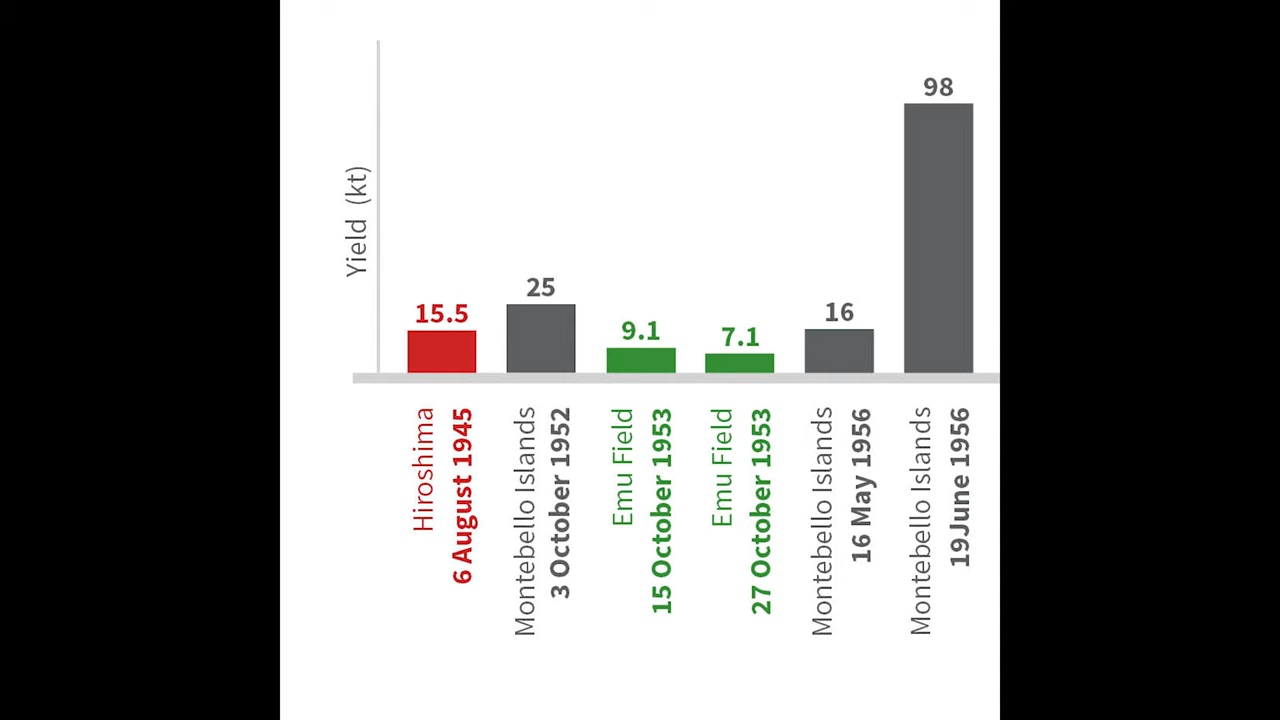 Yield (kt)
15.5
25
9.1
7.1
16
98
Hiroshima
6 August 1945
Montebello Islands
3 October 1952
Emu Field
15 October 1953
Emu Field
27 October 1953
Montebello Islands
16 May 1956
Montebello Islands
19June 1956